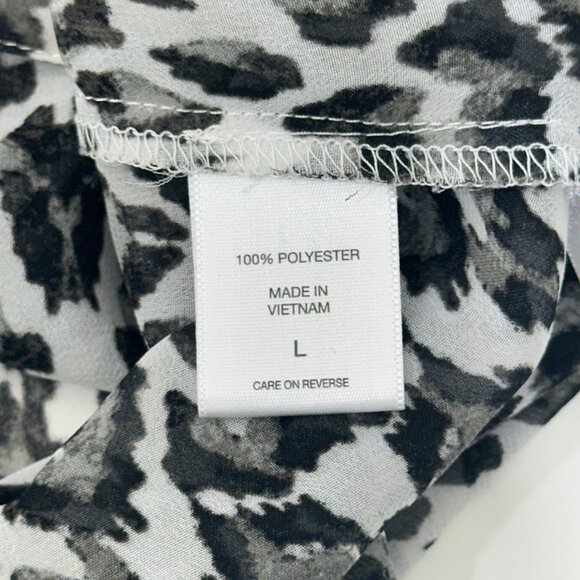 100% POLYESTER
MADE IN
VIETNAM
L
CARE ON REVERSE